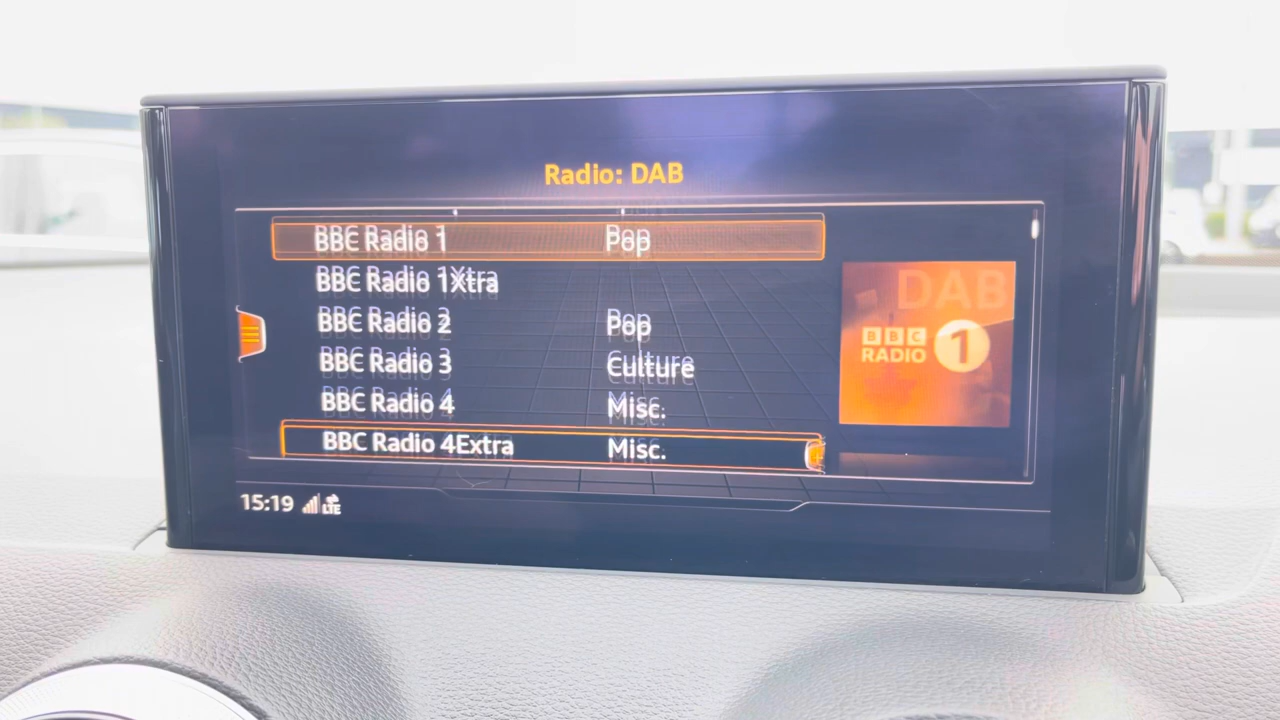 Radio: DAB
BBC Radio 1 Pop
BBC Radio 1Xtra
BBC Radio 2 Pop
BBC Radio 3 Culture
BBC Radio 4 Misc.
BBC Radio 4Extra Misc.
DAB
BBC
RADIO 1
15:19 LTE